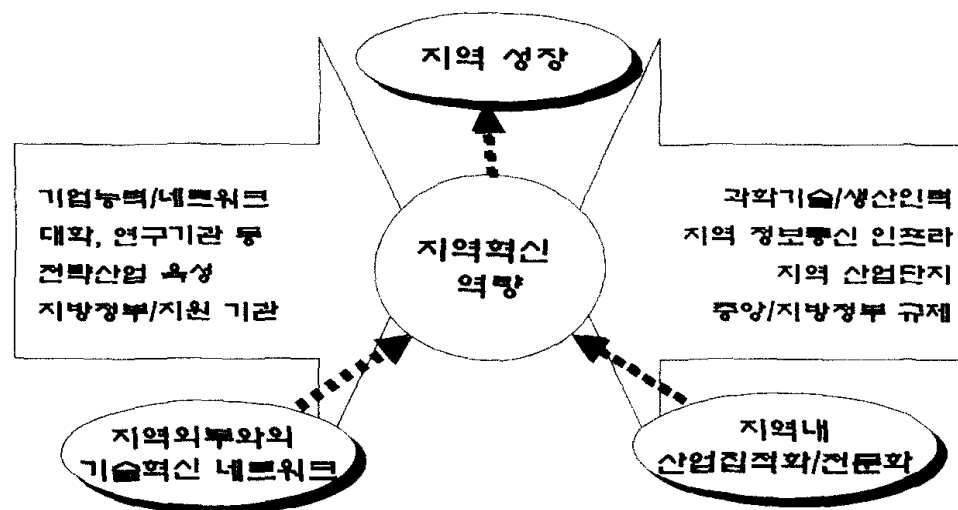 지역 성장
기업능력/네트워크
대학, 연구기관 등
전략산업 육성
지방정부/지원 기관
지역혁신
역량
과학기술/생산인력
지역 정보통신 인프라
지역 산업단지
중앙/지방정부 규제
지역외부와의
기술혁신 네트워크
지역내
산업집적화/전문화